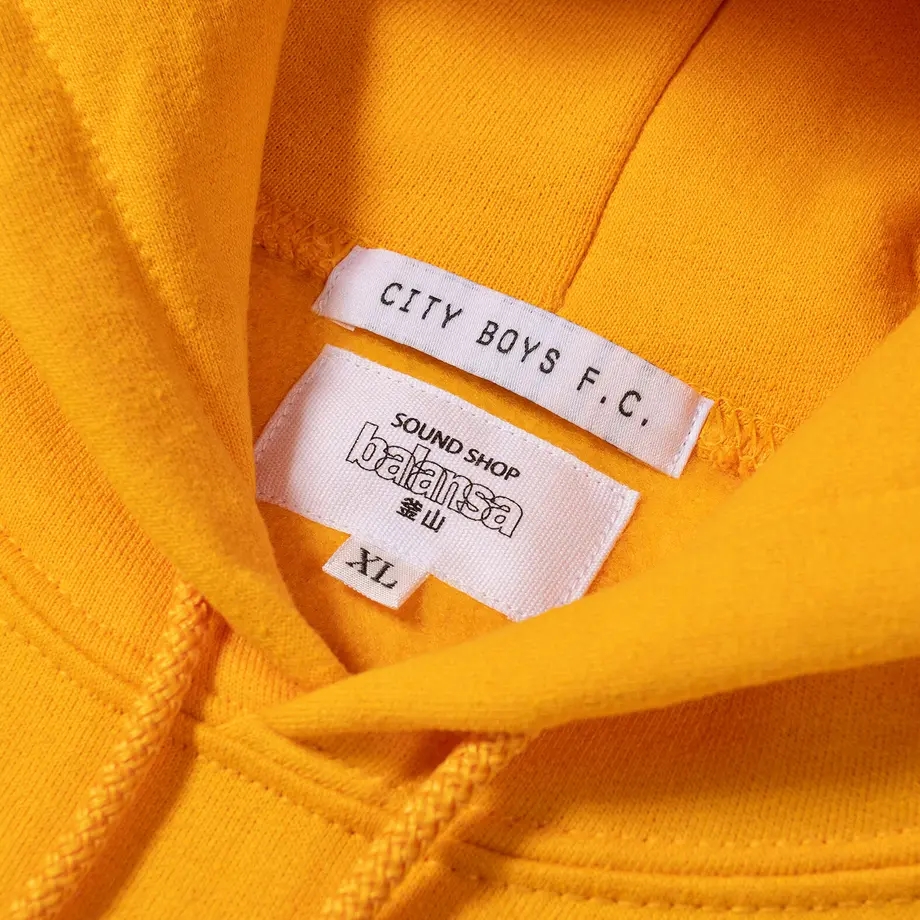 CITY BOYS F.C.
SOUND SHOP
balansa
釜山
XL